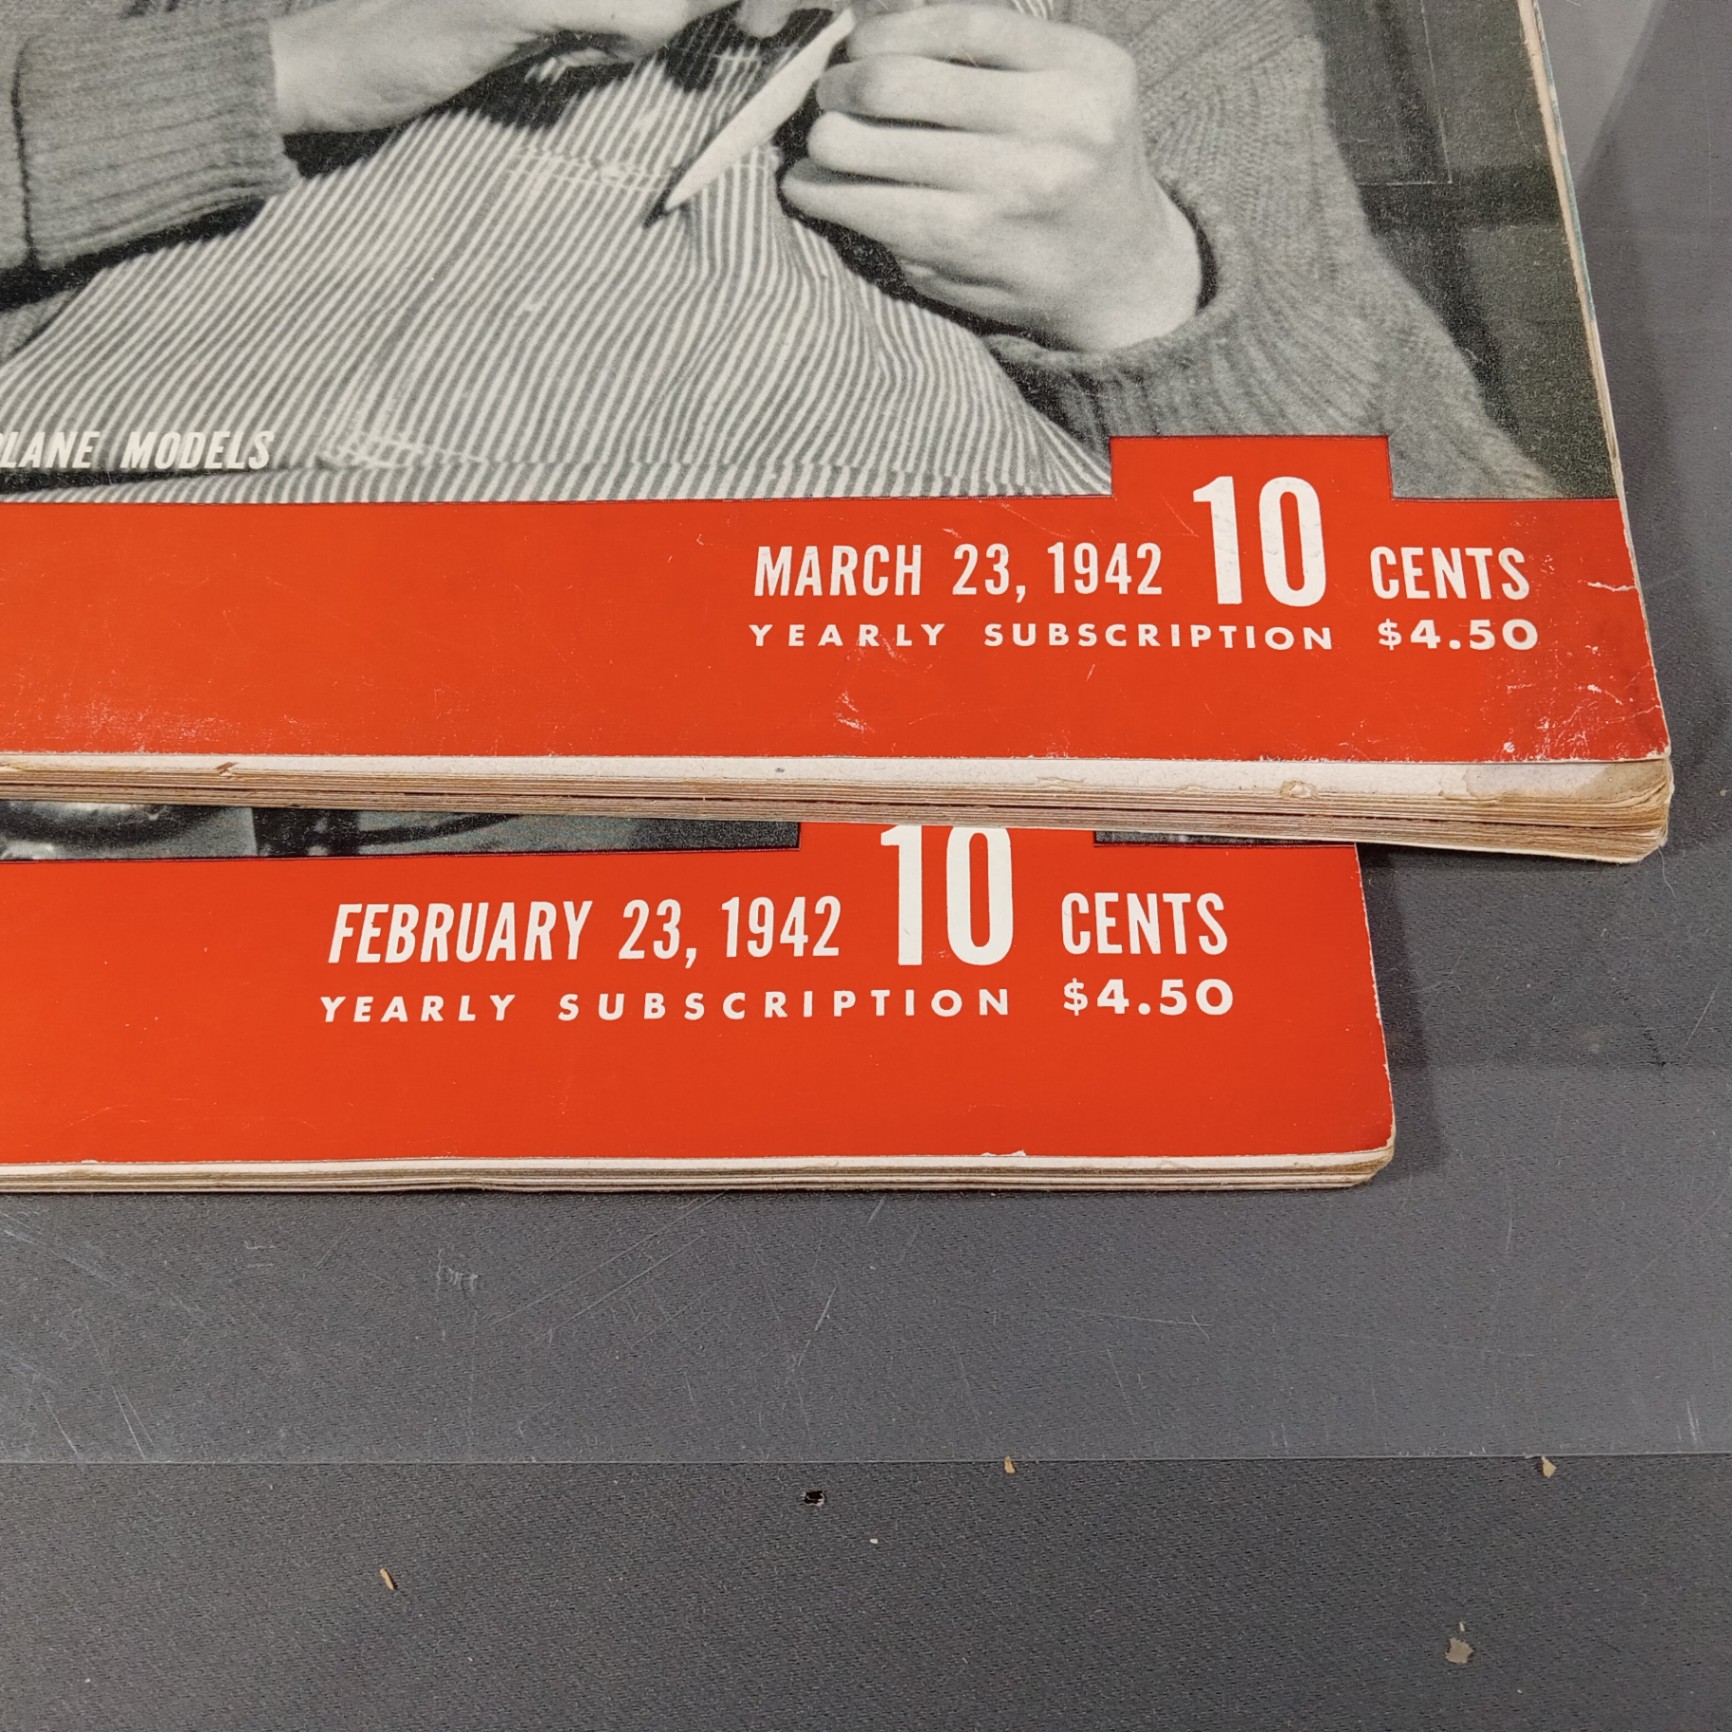 MODELS
MARCH 23, 1942 10 CENTS
YEARLY SUBSCRIPTION $4.50
FEBRUARY 23, 1942 10 CENTS
YEARLY SUBSCRIPTION $4.50